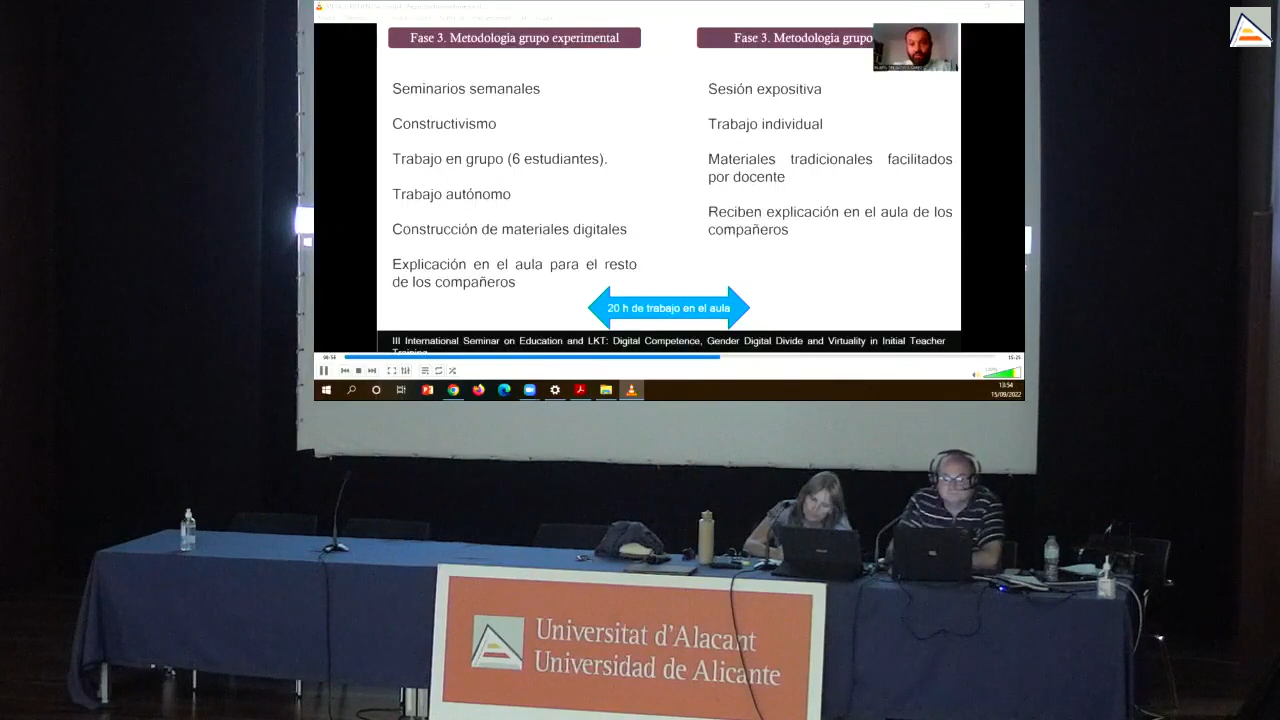 Fase 3. Metodología grupo experimental
Fase 3. Metodología grupo
Seminarios semanales
Constructivismo
Trabajo en grupo (6 estudiantes).
Trabajo autónomo
Construcción de materiales digitales
Explicación en el aula para el resto
de los compañeros
Sesión expositiva
Trabajo individual
Materiales tradicionales facilitados
por docente
Reciben explicación en el aula de los
compañeros
20 h de trabajo en el aula
III International Seminar on Education and LKT: Digital Competence, Gender Digital Divide and Virtuality in Initial Teacher
Training
13:54
15/09/2022
Universitat d'Alacant
Universidad de Alicante